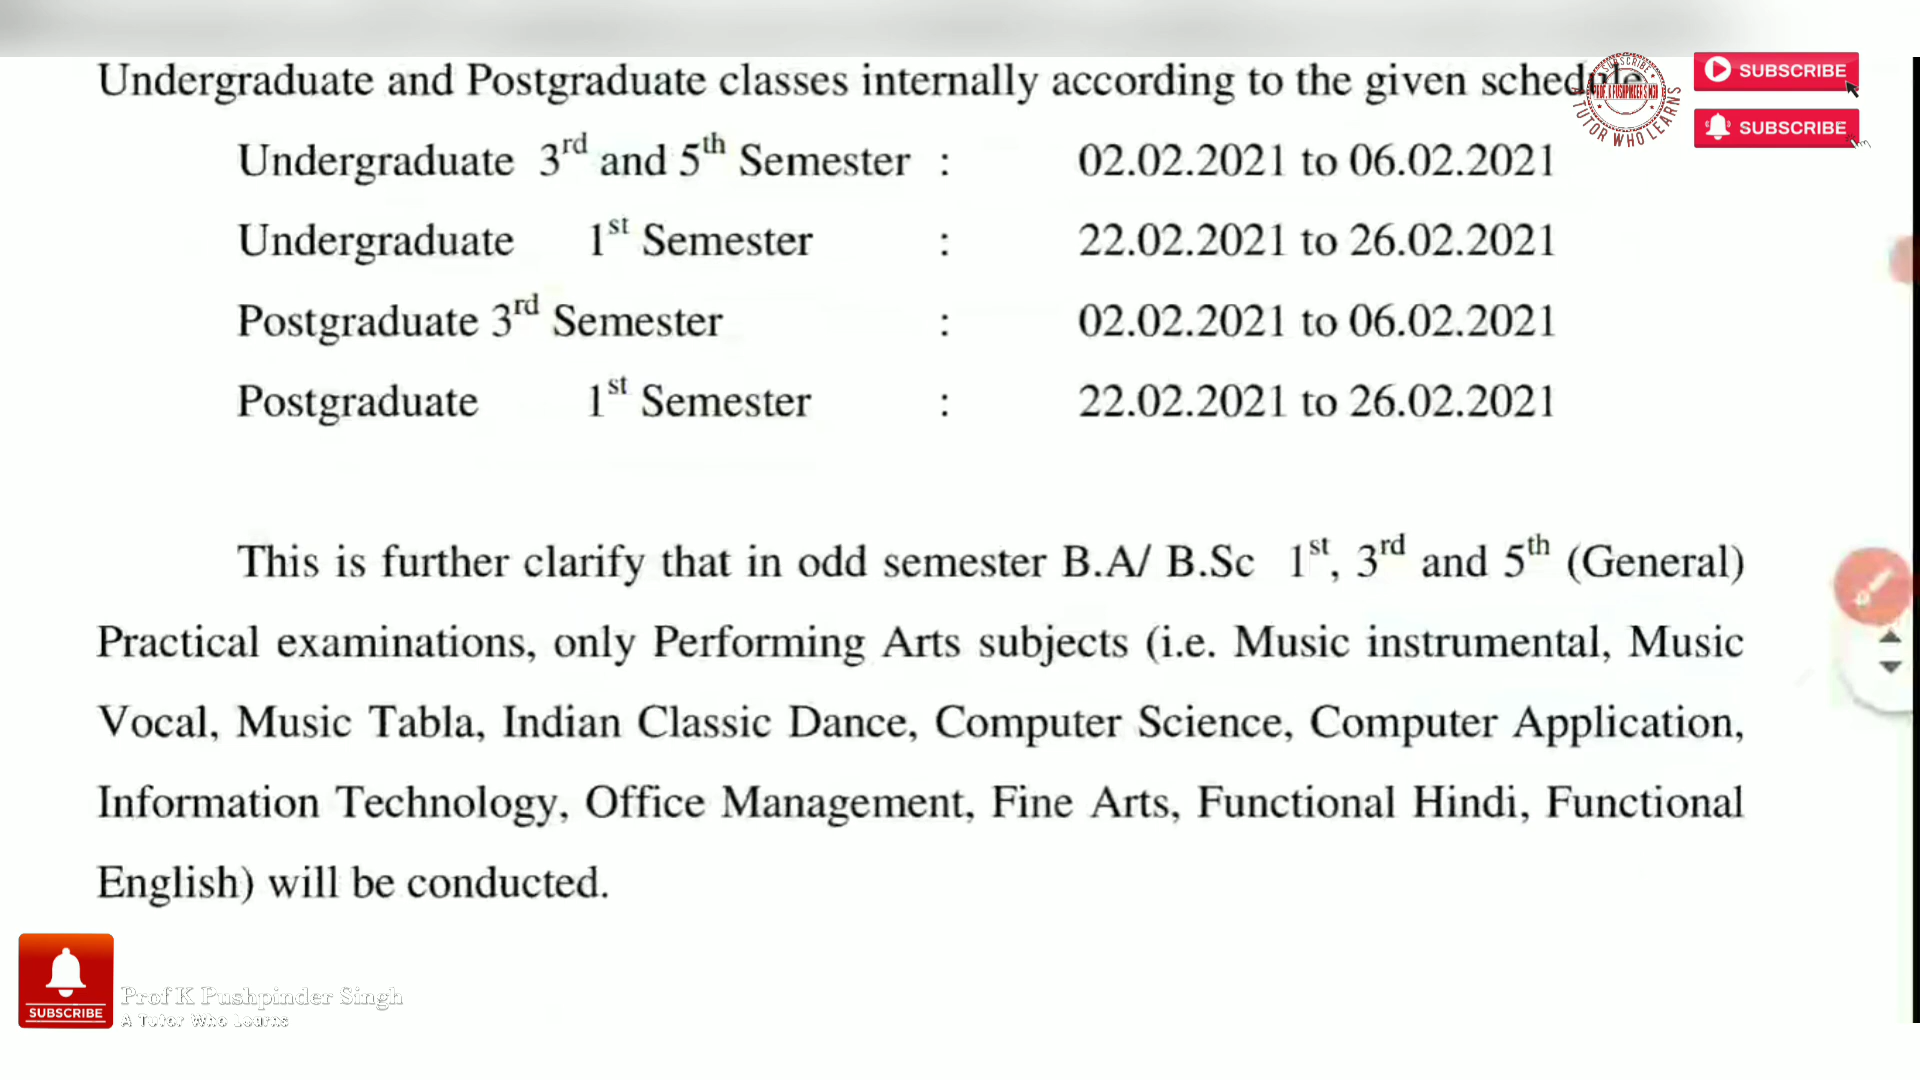 Undergraduate and Postgraduate classes internally according to the given schedule
SUBSCRIBE
SUBSCRIBE
SUBSCRIBE
A TUTOR WHO LEARNS
Undergraduate 3rd and 5th Semester : 02.02.2021 to 06.02.2021
Undergraduate 1st Semester : 22.02.2021 to 26.02.2021
Postgraduate 3rd Semester : 02.02.2021 to 06.02.2021
Postgraduate 1st Semester : 22.02.2021 to 26.02.2021
This is further clarify that in odd semester B.A/ B.Sc 1st, 3rd and 5th (General)
Practical examinations, only Performing Arts subjects (i.e. Music instrumental, Music
Vocal, Music Tabla, Indian Classic Dance, Computer Science, Computer Application,
Information Technology, Office Management, Fine Arts, Functional Hindi, Functional
English) will be conducted.
SUBSCRIBE
Prof K Pushpinder Singh
A Tutor Who Learns